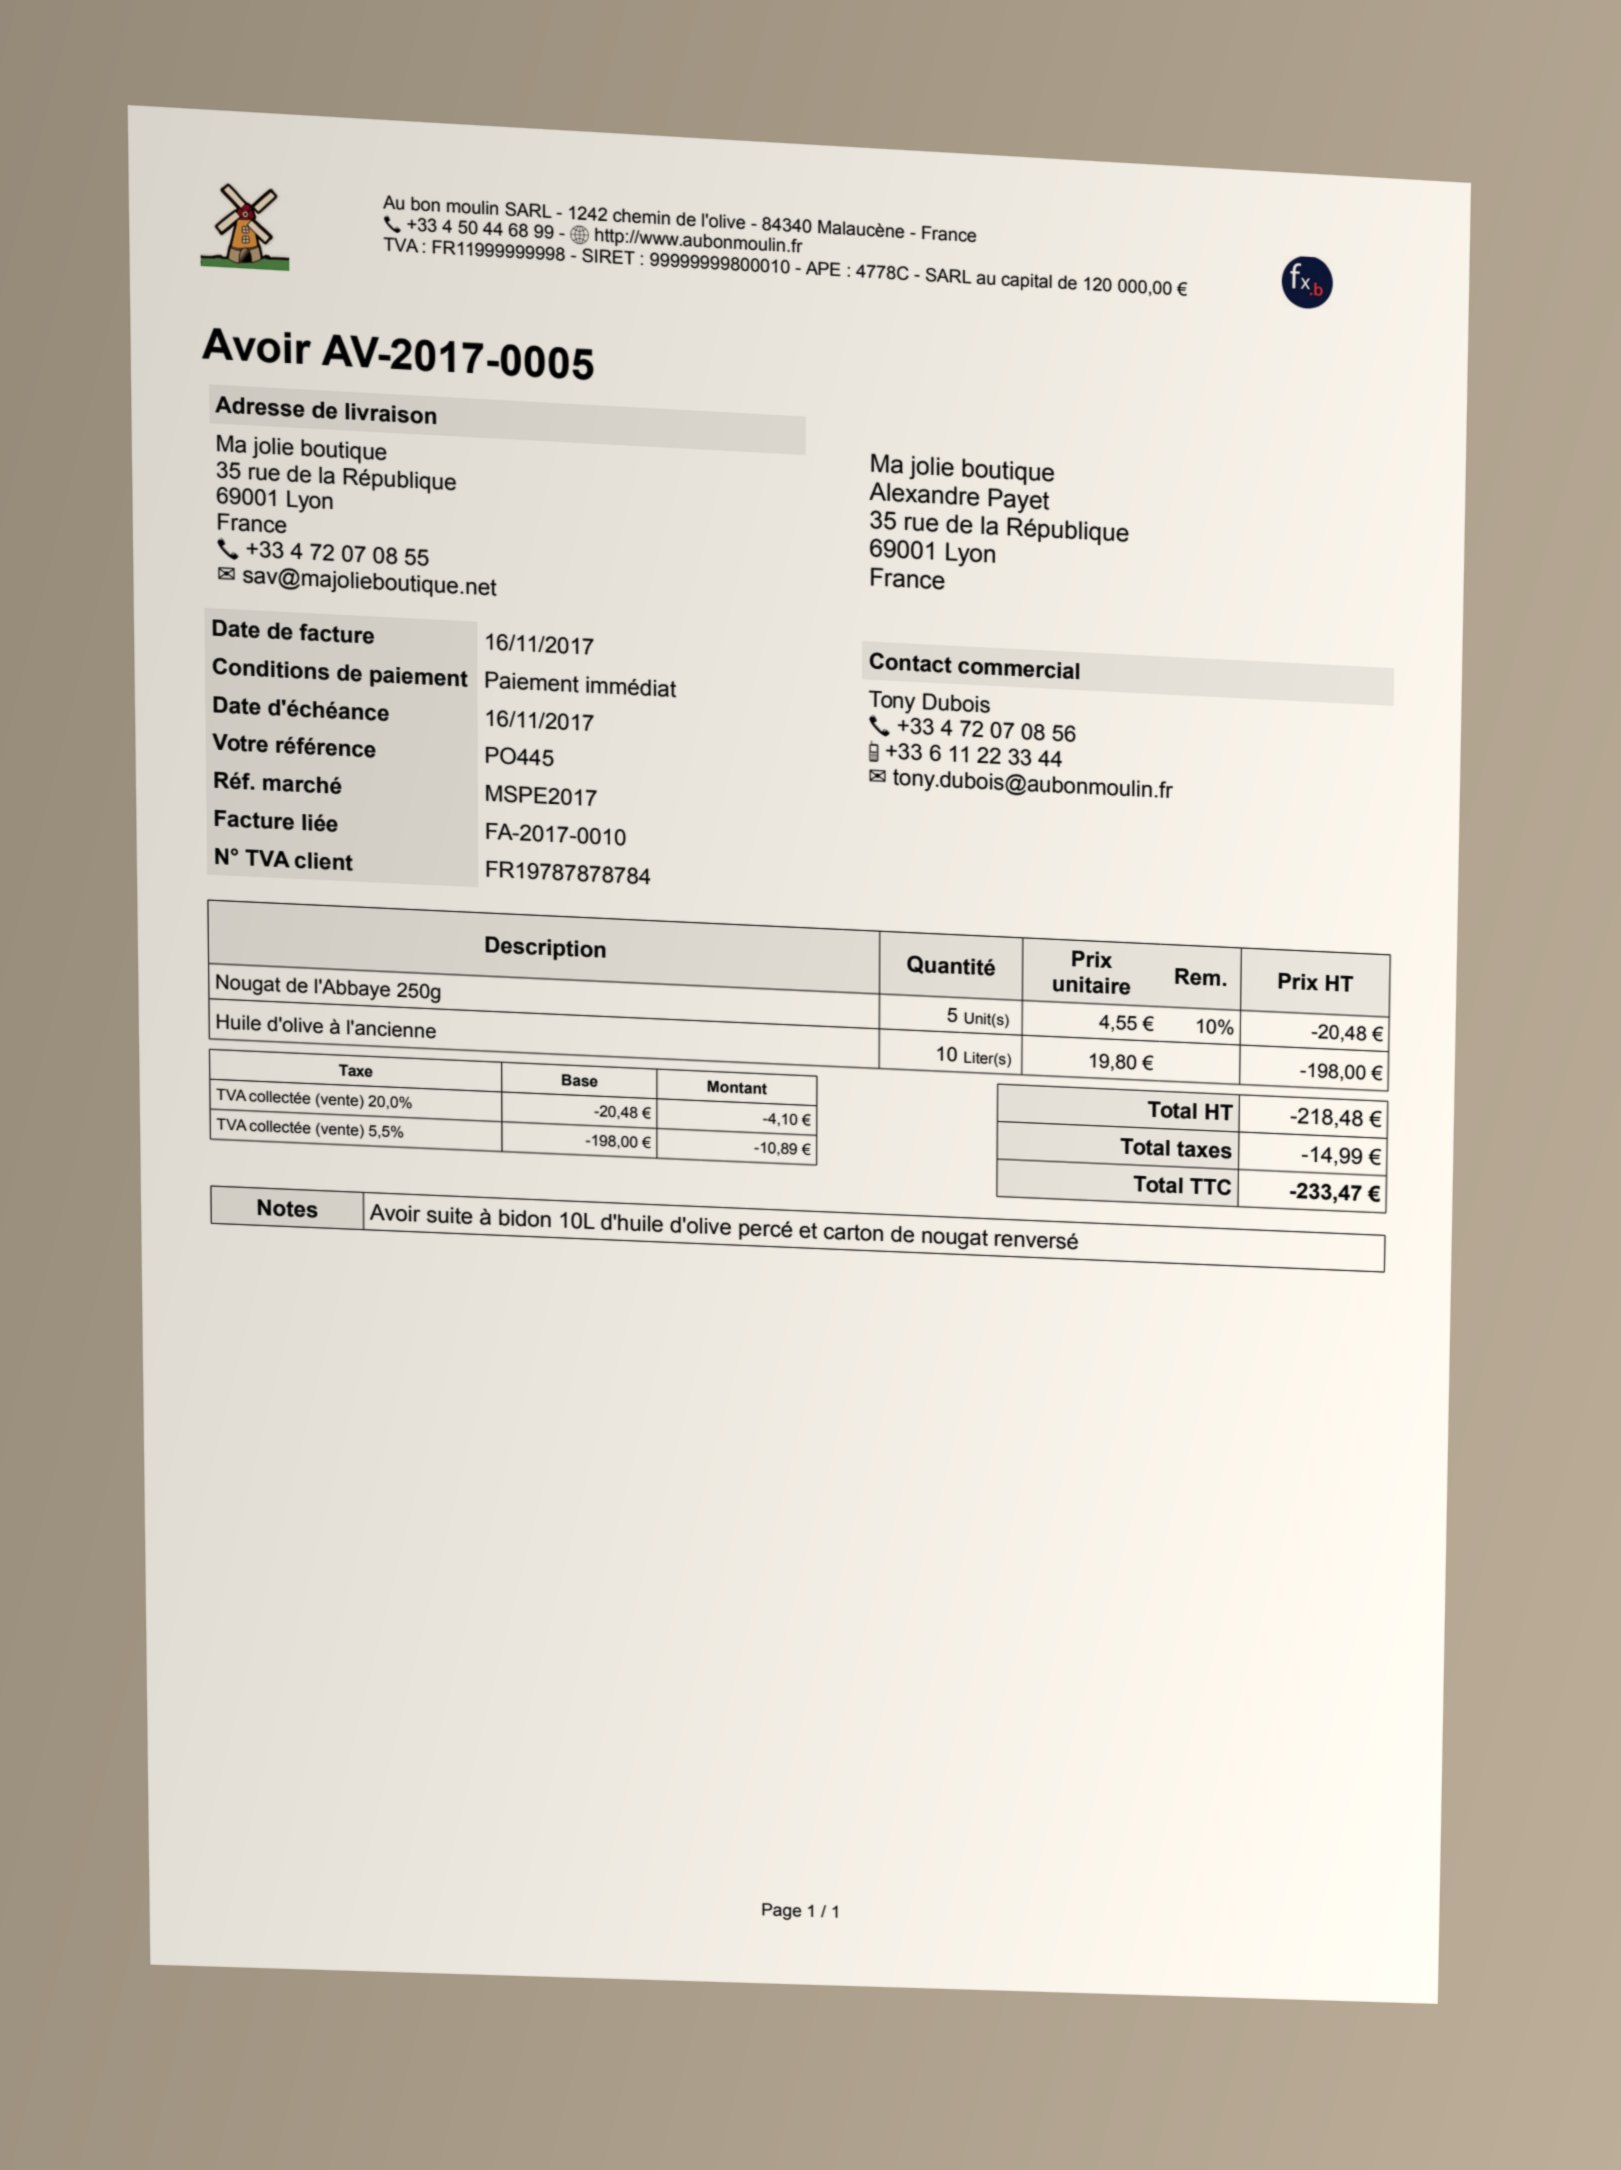 Au bon moulin SARL - 1242 chemin de l'olive - 84340 Malaucène - France
+33 4 50 44 68 99 - http://www.aubonmoulin.fr
TVA : FR11999999998 - SIRET : 99999999800010 - APE : 4778C - SARL au capital de 120 000,00 €
fx.b
Avoir AV-2017-0005
Adresse de livraison
Ma jolie boutique
35 rue de la République
69001 Lyon
France
+33 4 72 07 08 55
sav@majolieboutique.net
Ma jolie boutique
Alexandre Payet
35 rue de la République
69001 Lyon
France
Date de facture 16/11/2017
Conditions de paiement Paiement immédiat
Date d'échéance 16/11/2017
Votre référence PO445
Réf. marché MSPE2017
Facture liée FA-2017-0010
N° TVA client FR19787878784
Contact commercial
Tony Dubois
+33 4 72 07 08 56
+33 6 11 22 33 44
tony.dubois@aubonmoulin.fr
Description Quantité Prix unitaire Rem. Prix HT
Nougat de l'Abbaye 250g 5 Unit(s) 4,55 € 10% -20,48 €
Huile d'olive à l'ancienne 10 Liter(s) 19,80 € -198,00 €
Taxe Base Montant
TVA collectée (vente) 20,0% -20,48 € -4,10 €
TVA collectée (vente) 5,5% -198,00 € -10,89 €
Total HT -218,48 €
Total taxes -14,99 €
Total TTC -233,47 €
Notes Avoir suite à bidon 10L d'huile d'olive percé et carton de nougat renversé
Page 1 / 1